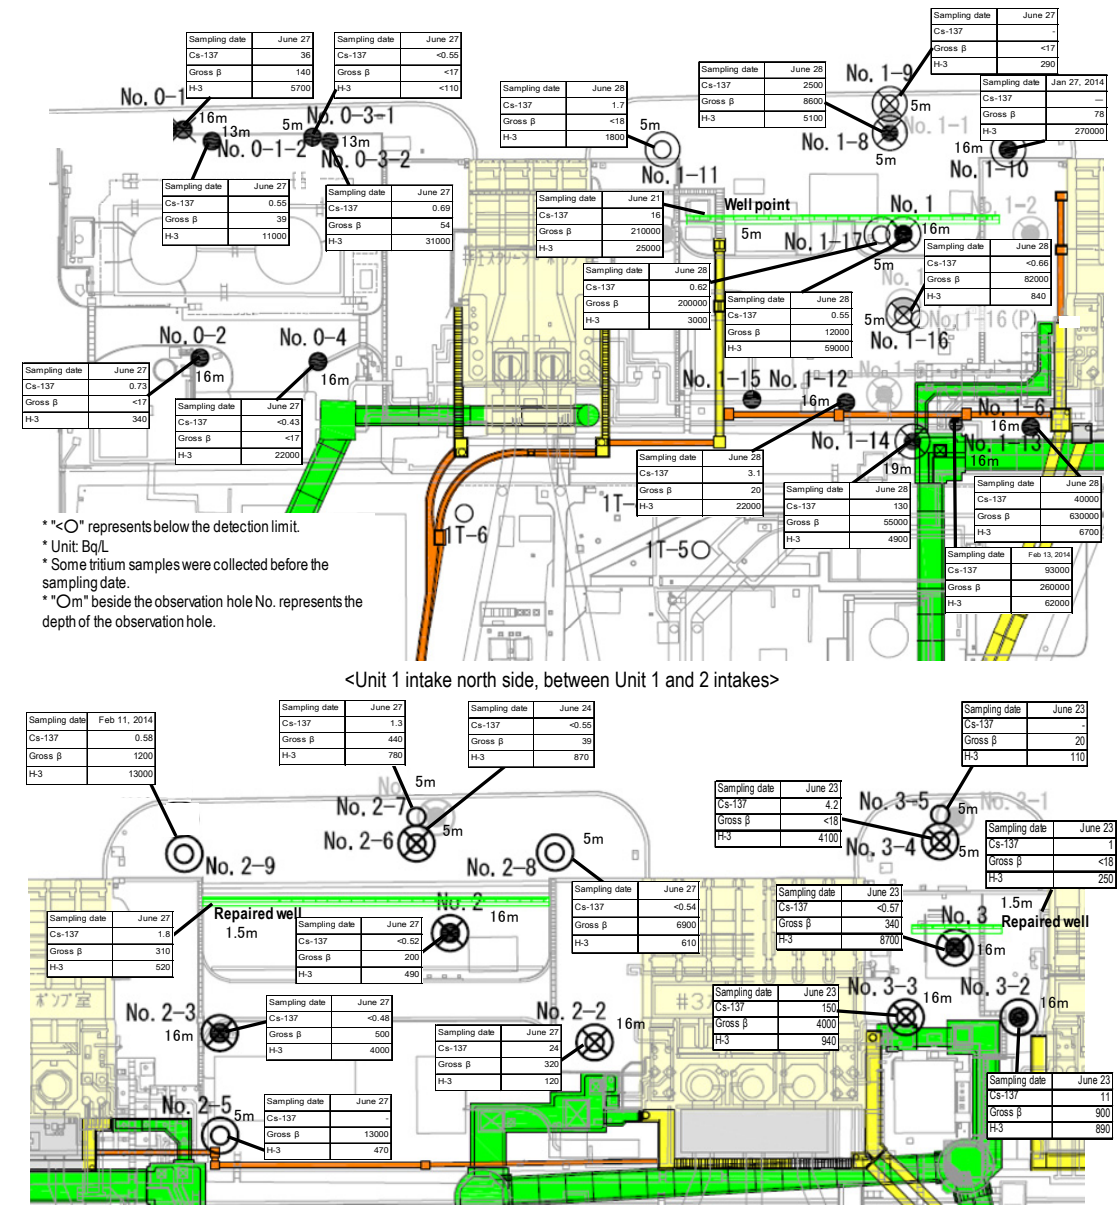 Sampling date June 27
Cs-137 -
Gross β <17
H-3 290
Sampling date June 27
Cs-137 36
Gross β 140
H-3 5700
Sampling date June 27
Cs-137 <0.55
Gross β <17
H-3 <110
Sampling date June 28
Cs-137 1.7
Gross β <18
H-3 1800
Sampling date June 28
Cs-137 2500
Gross β 8600
H-3 5100
Sampling date Jan 27, 2014
Cs-137 —
Gross β 78
H-3 270000
No. 0-1
16m
No. 0-1-2
13m
No. 0-3-1
5m
No. 0-3-2
13m
No. 1-11
5m
No. 1-9
5m
No. 1-8
5m
No. 1-1
No. 1-10
16m
Sampling date June 27
Cs-137 0.55
Gross β 39
H-3 11000
Sampling date June 27
Cs-137 0.69
Gross β 54
H-3 31000
Sampling date June 21
Cs-137 16
Gross β 210000
H-3 25000
Well point
5m
No. 1
16m
No. 1-17
5m
Sampling date June 28
Cs-137 <0.66
Gross β 82000
H-3 840
Sampling date June 28
Cs-137 0.62
Gross β 200000
H-3 3000
Sampling date June 28
Cs-137 0.55
Gross β 12000
H-3 59000
5m
No. 1-16(P)
No. 1-16
No. 0-2
16m
No. 0-4
16m
Sampling date June 27
Cs-137 0.73
Gross β <17
H-3 340
Sampling date June 27
Cs-137 <0.43
Gross β <17
H-3 22000
No. 1-15
No. 1-12
16m
No. 1-6
16m
No. 1-14
19m
No. 1-13
16m
Sampling date June 28
Cs-137 3.1
Gross β 20
H-3 22000
Sampling date June 28
Cs-137 130
Gross β 55000
H-3 4900
Sampling date June 28
Cs-137 40000
Gross β 630000
H-3 6700
Sampling date Feb 13, 2014
Cs-137 93000
Gross β 260000
H-3 62000
1T-6
1T-5
* "<○" represents below the detection limit.
* Unit: Bq/L
* Some tritium samples were collected before the
sampling date.
* "○m" beside the observation hole No. represents the
depth of the observation hole.
<Unit 1 intake north side, between Unit 1 and 2 intakes>
Sampling date Feb 11, 2014
Cs-137 0.58
Gross β 1200
H-3 13000
Sampling date June 27
Cs-137 1.3
Gross β 440
H-3 780
Sampling date June 24
Cs-137 <0.55
Gross β 39
H-3 870
Sampling date June 23
Cs-137 -
Gross β 20
H-3 110
Sampling date June 23
Cs-137 4.2
Gross β <18
H-3 4100
Sampling date June 23
Cs-137 1
Gross β <18
H-3 250
No. 2-9
No. 2-7
5m
No. 2-6
5m
No. 2-8
5m
No. 3-5
5m
No. 3-1
No. 3-4
5m
Sampling date June 27
Cs-137 1.8
Gross β 310
H-3 520
Repaired well
1.5m
Sampling date June 27
Cs-137 <0.52
Gross β 200
H-3 490
No. 2
16m
Sampling date June 27
Cs-137 <0.54
Gross β 6900
H-3 610
Sampling date June 23
Cs-137 <0.57
Gross β 340
H-3 8700
No. 3
16m
1.5m
Repaired well
ポンプ室
No. 2-3
16m
Sampling date June 27
Cs-137 <0.48
Gross β 500
H-3 4000
No. 2-2
16m
Sampling date June 27
Cs-137 24
Gross β 320
H-3 120
Sampling date June 23
Cs-137 150
Gross β 4000
H-3 940
No. 3-3
16m
No. 3-2
16m
Sampling date June 23
Cs-137 11
Gross β 900
H-3 890
No. 2-5
5m
Sampling date June 27
Cs-137 -
Gross β 13000
H-3 470